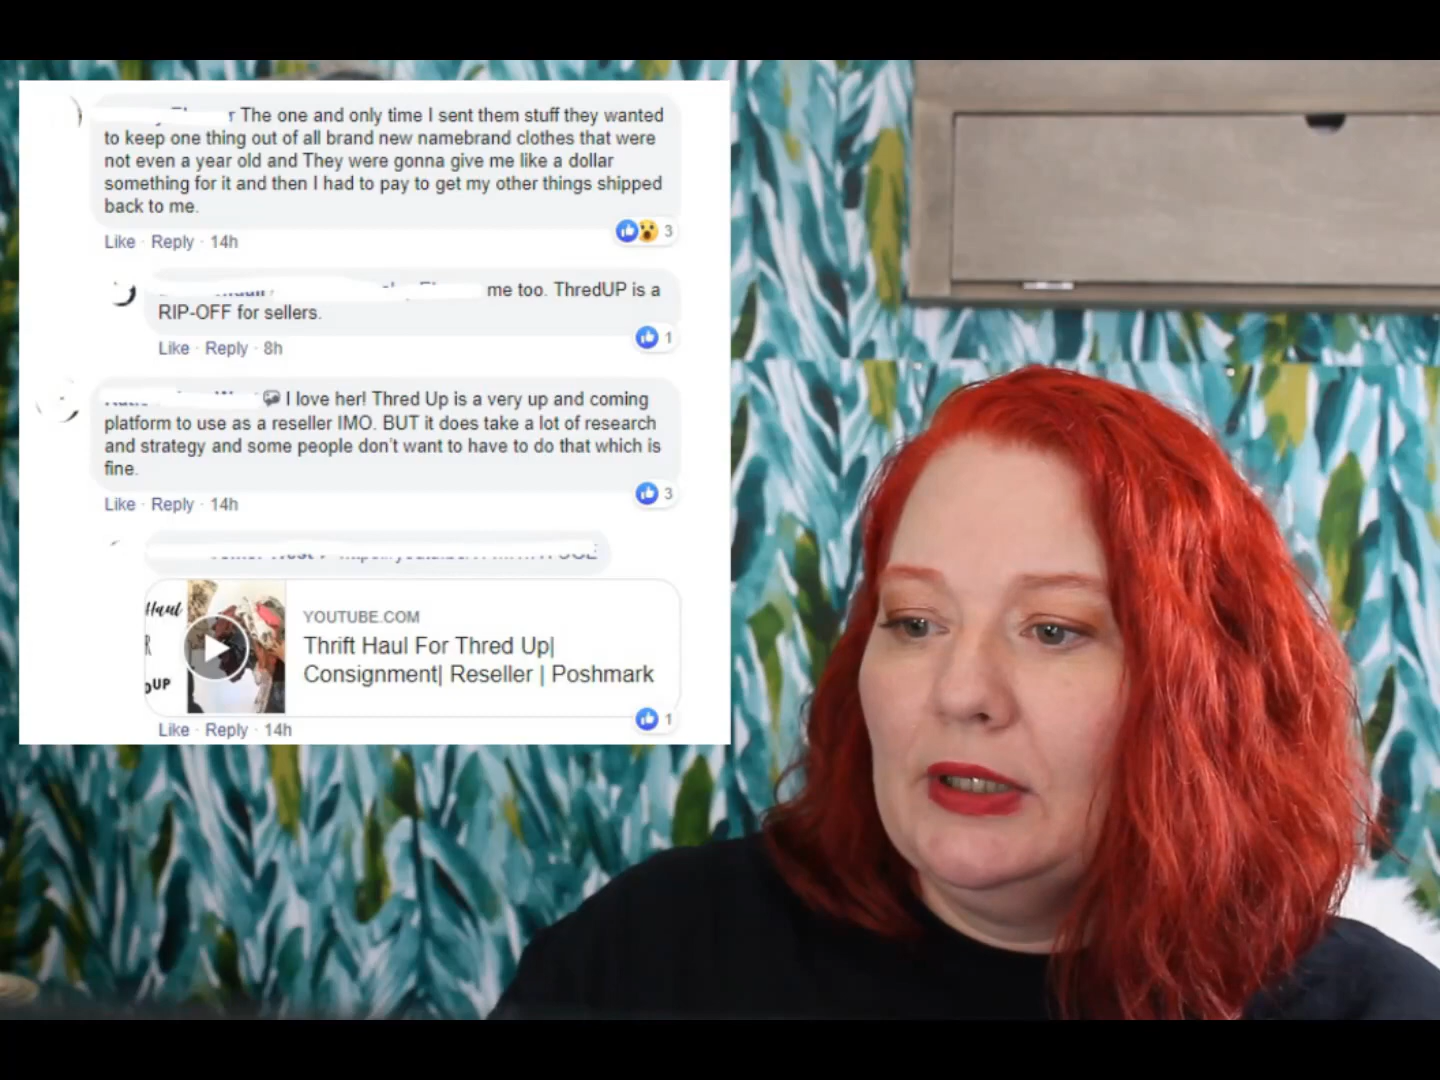 r The one and only time I sent them stuff they wanted
to keep one thing out of all brand new namebrand clothes that were
not even a year old and They were gonna give me like a dollar
something for it and then I had to pay to get my other things shipped
back to me.
3
Like · Reply · 14h
me too. ThredUP is a
RIP-OFF for sellers.
1
Like · Reply · 8h
I love her! Thred Up is a very up and coming
platform to use as a reseller IMO. BUT it does take a lot of research
and strategy and some people don't want to have to do that which is
fine.
3
Like · Reply · 14h
Haul
R
UP
YOUTUBE.COM
Thrift Haul For Thred Up|
Consignment| Reseller | Poshmark
1
Like · Reply · 14h